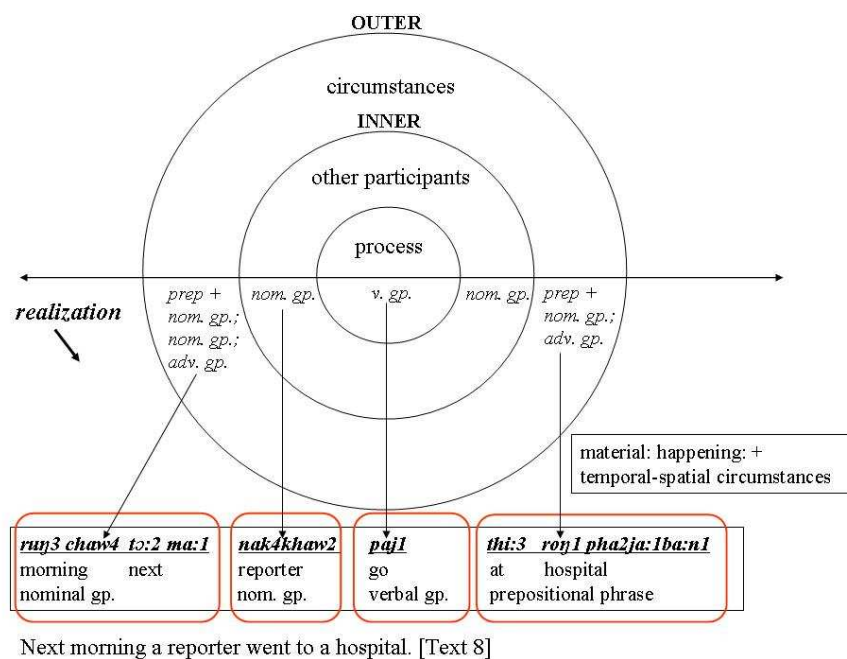 OUTER
circumstances
INNER
other participants
process
realization
prep +
nom. gp.;
nom. gp.;
adv. gp.
nom. gp.
v. gp.
nom. gp.
prep +
nom. gp.;
adv. gp.
material: happening: +
temporal-spatial circumstances
ruŋ3 chaw4 tɔ:2 ma:1
morning next
nominal gp.
nak4khaw2
reporter
nom. gp.
paj1
go
verbal gp.
thi:3 roŋ1 pha2ja:1ba:n1
at hospital
prepositional phrase
Next morning a reporter went to a hospital. [Text 8]